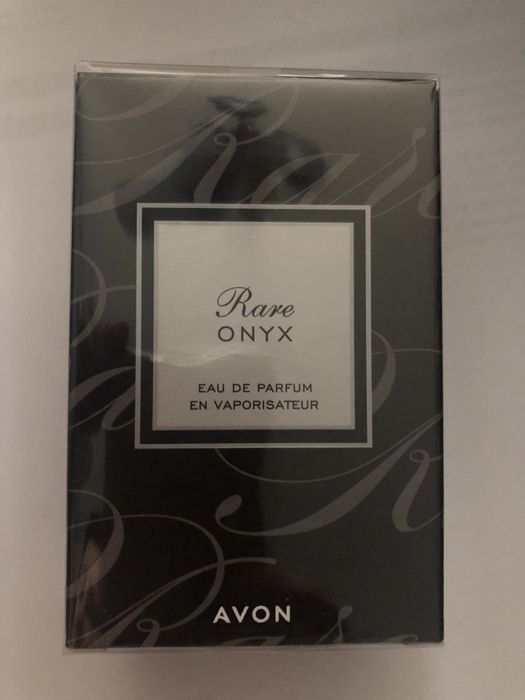 Rare
ONYX
EAU DE PARFUM
EN VAPORISATEUR
AVON